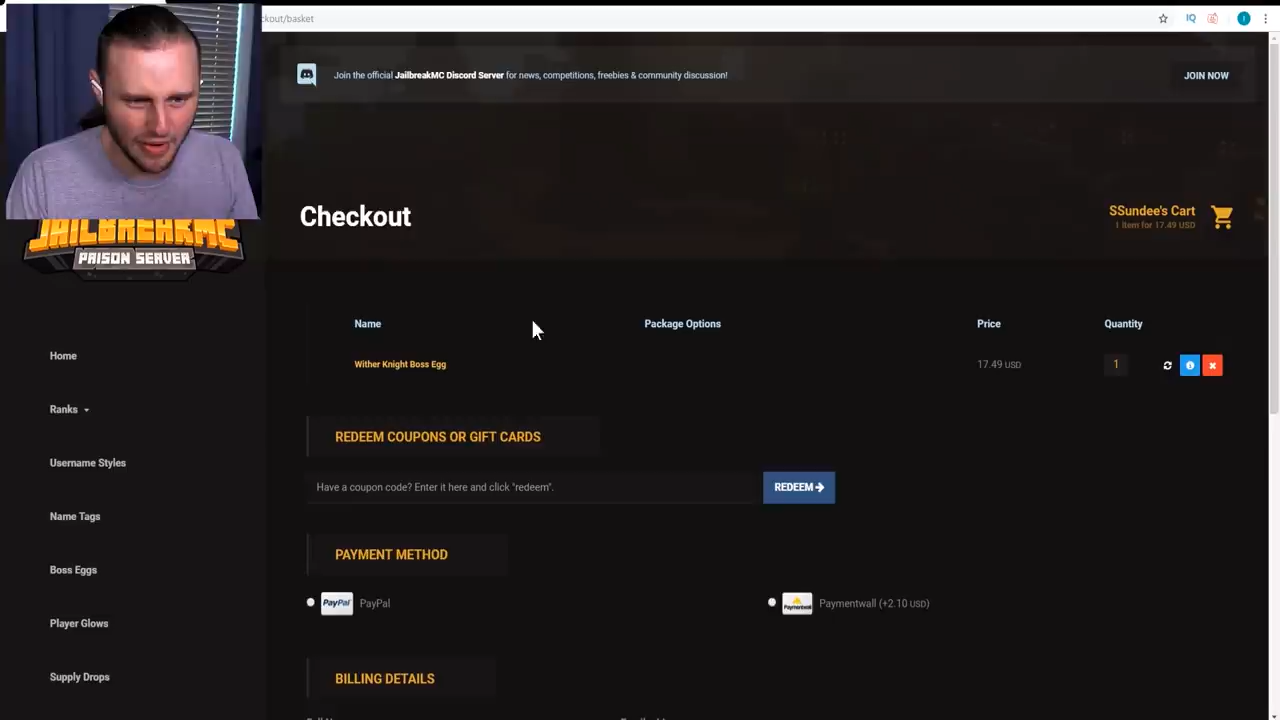 ckout/basket
IQ
Join the official JailbreakMC Discord Server for news, competitions, freebies & community discussion!
JOIN NOW
JAILBREAKMC
PRISON SERVER
Checkout
SSundee's Cart
1 item for 17.49 USD
Name Package Options Price Quantity
Wither Knight Boss Egg 17.49 USD 1
Home
Ranks
Username Styles
Name Tags
Boss Eggs
Player Glows
Supply Drops
REDEEM COUPONS OR GIFT CARDS
Have a coupon code? Enter it here and click "redeem".
REDEEM
PAYMENT METHOD
PayPal PayPal
Paymentwall Paymentwall (+2.10 USD)
BILLING DETAILS